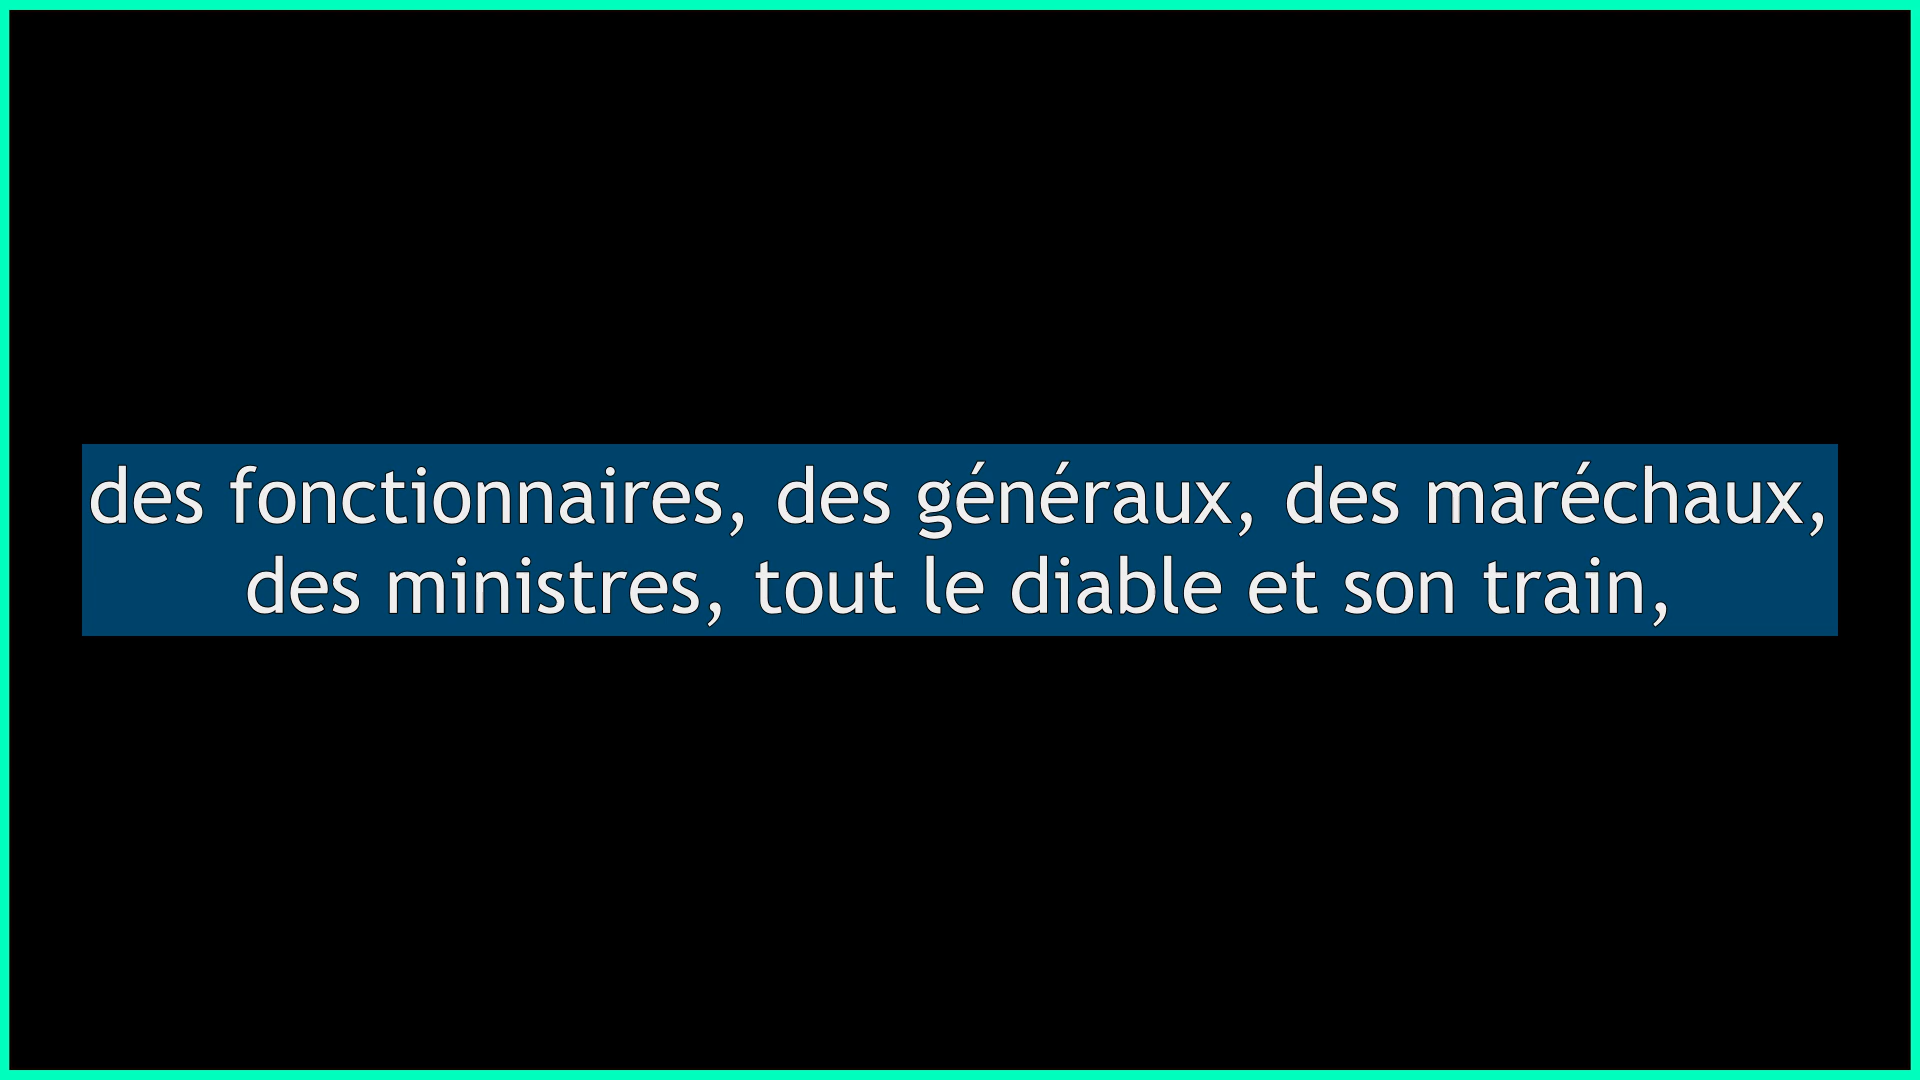 des fonctionnaires, des généraux, des maréchaux,
des ministres, tout le diable et son train,